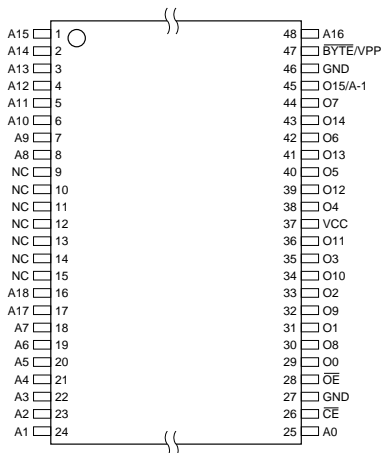 A15 1 48 A16
A14 2 47 BYTE/VPP
A13 3 46 GND
A12 4 45 O15/A-1
A11 5 44 O7
A10 6 43 O14
A9 7 42 O6
A8 8 41 O13
NC 9 40 O5
NC 10 39 O12
NC 11 38 O4
NC 12 37 VCC
NC 13 36 O11
NC 14 35 O3
NC 15 34 O10
A18 16 33 O2
A17 17 32 O9
A7 18 31 O1
A6 19 30 O8
A5 20 29 O0
A4 21 28 OE
A3 22 27 GND
A2 23 26 CE
A1 24 25 A0